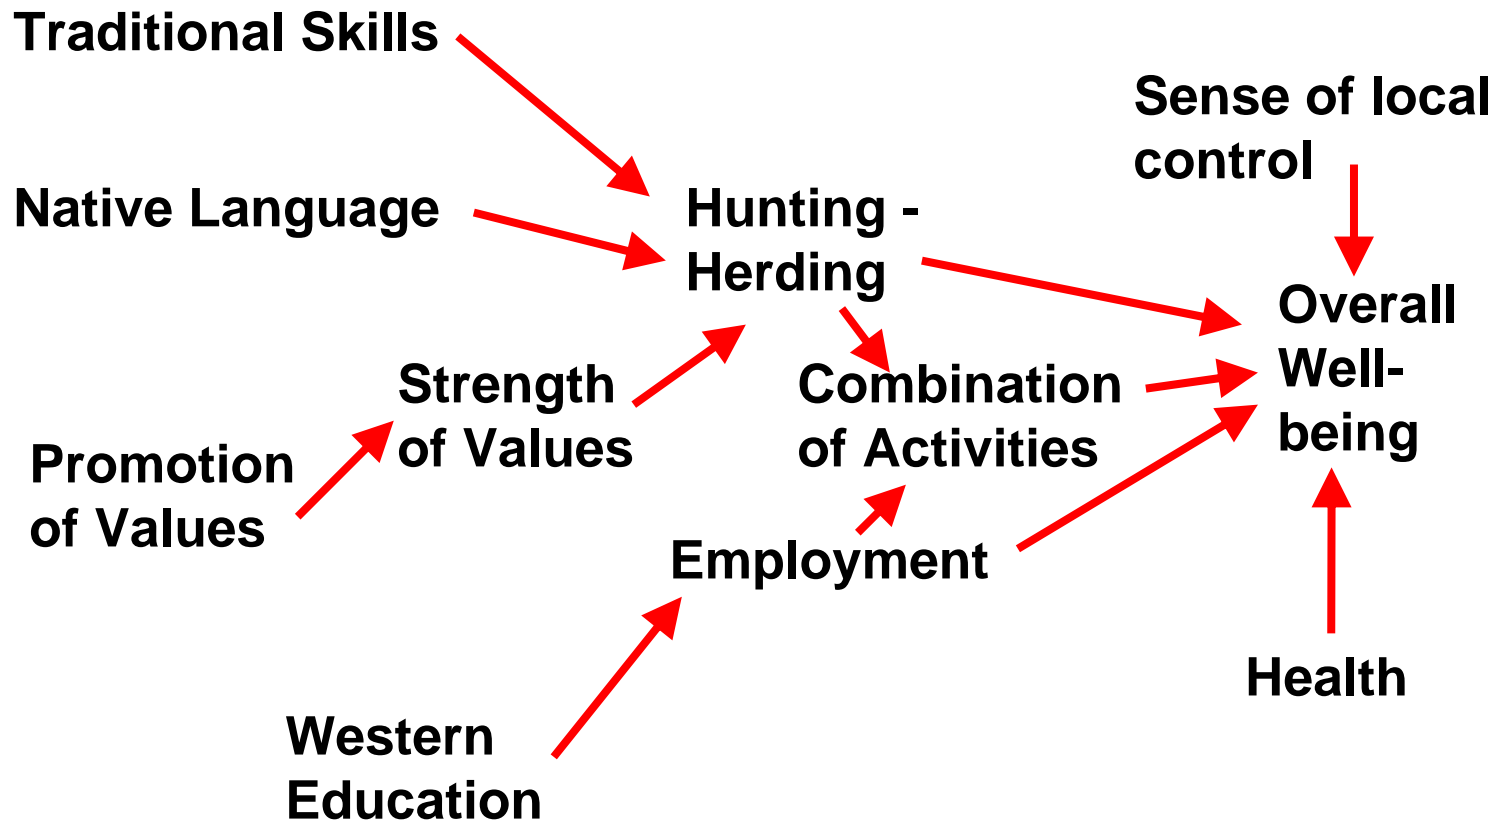 Traditional Skills
Sense of local
control
Native Language
Hunting -
Herding
Overall
Well-
being
Strength
of Values
Combination
of Activities
Promotion
of Values
Employment
Health
Western
Education